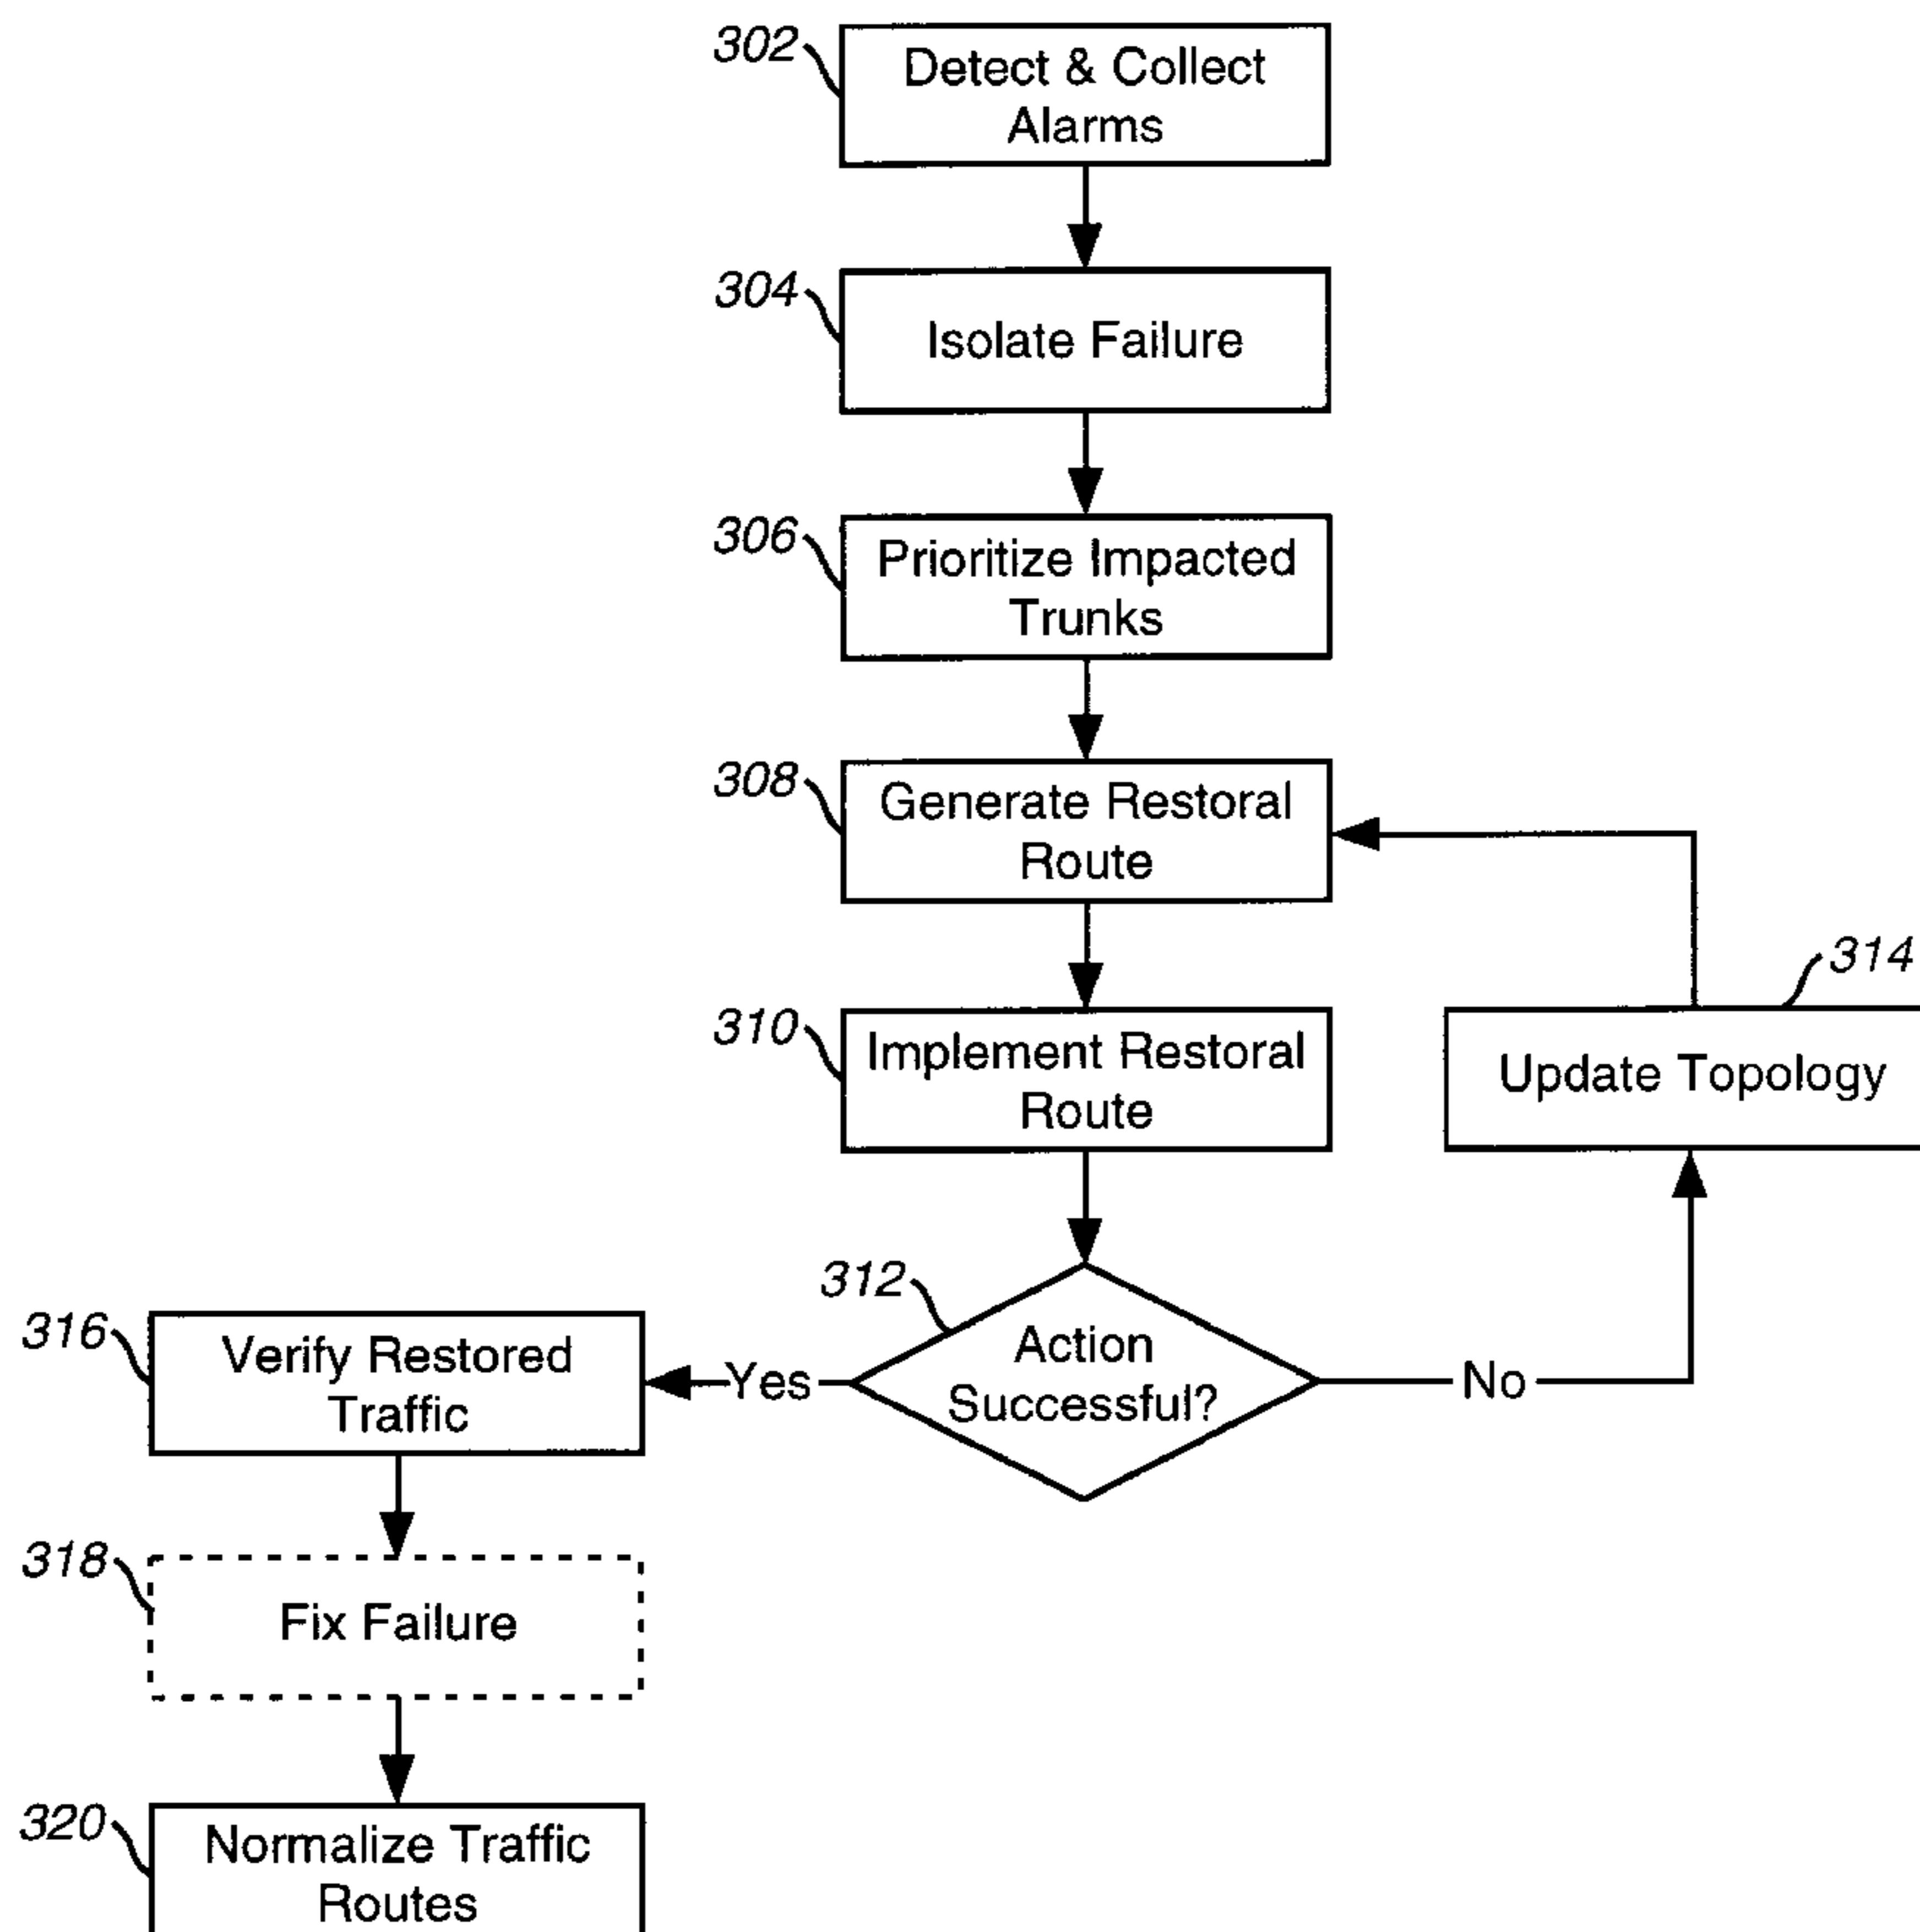 302
Detect & Collect
Alarms
304
Isolate Failure
306
Prioritize Impacted
Trunks
308
Generate Restoral
Route
310
Implement Restoral
Route
314
Update Topology
312
Action
Successful?
Yes
No
316
Verify Restored
Traffic
318
Fix Failure
320
Normalize Traffic
Routes